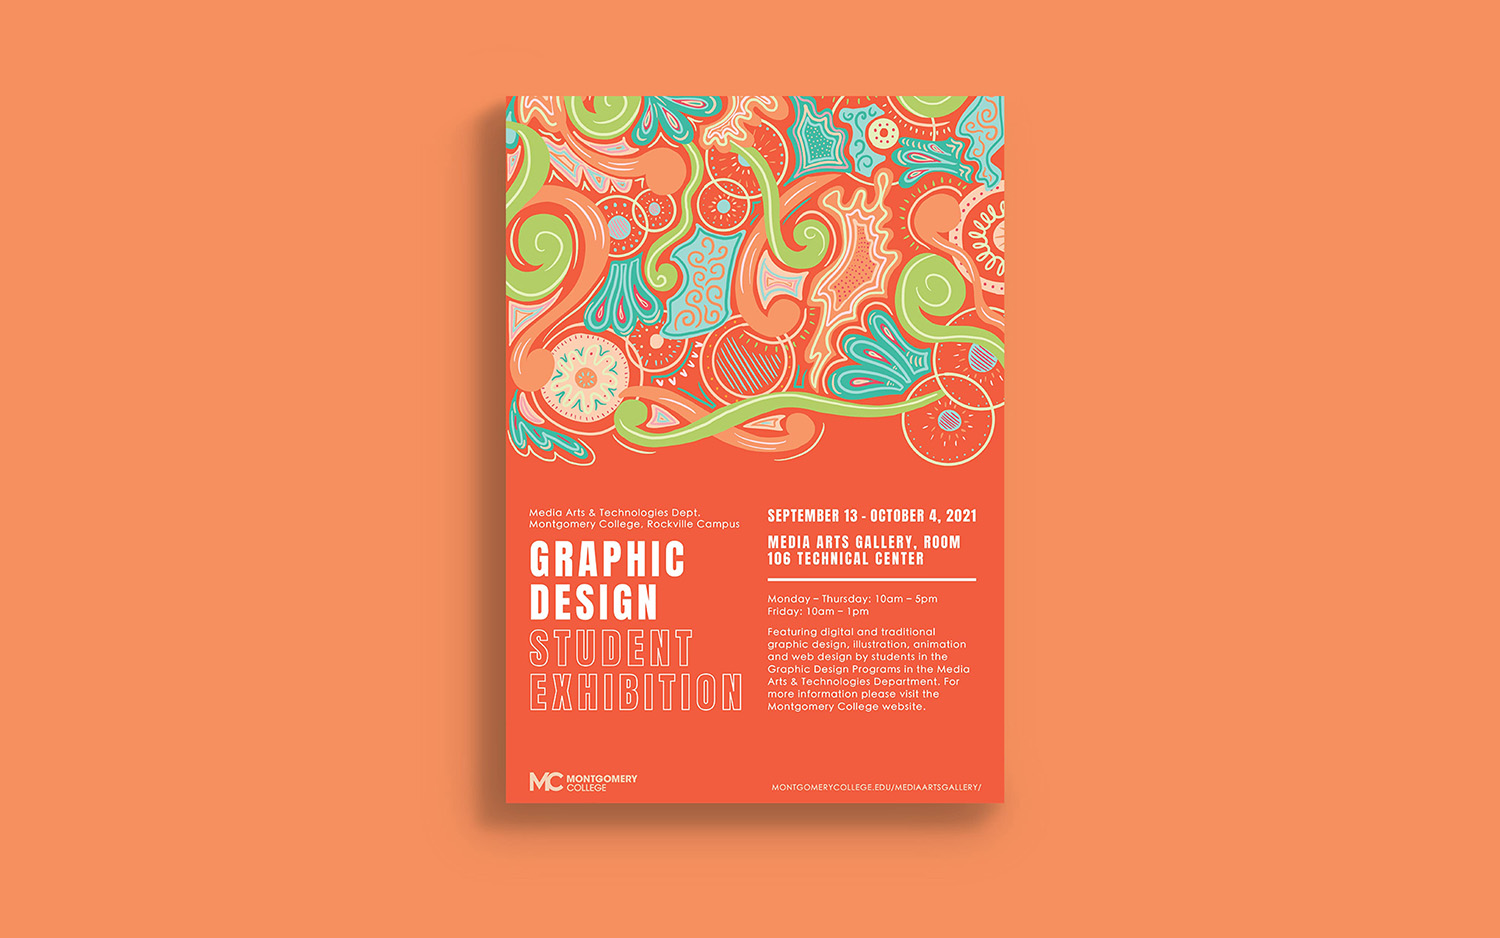 Media Arts & Technologies Dept.
Montgomery College, Rockville Campus
GRAPHIC
DESIGN
STUDENT
EXHIBITION
SEPTEMBER 13 - OCTOBER 4, 2021
MEDIA ARTS GALLERY, ROOM
106 TECHNICAL CENTER
Monday – Thursday: 10am – 5pm
Friday: 10am – 1pm
Featuring digital and traditional
graphic design, illustration, animation
and web design by students in the
Graphic Design Programs in the Media
Arts & Technologies Department. For
more information please visit the
Montgomery College website.
MC MONTGOMERY
COLLEGE
MONTGOMERYCOLLEGE.EDU/MEDIAARTSGALLERY/